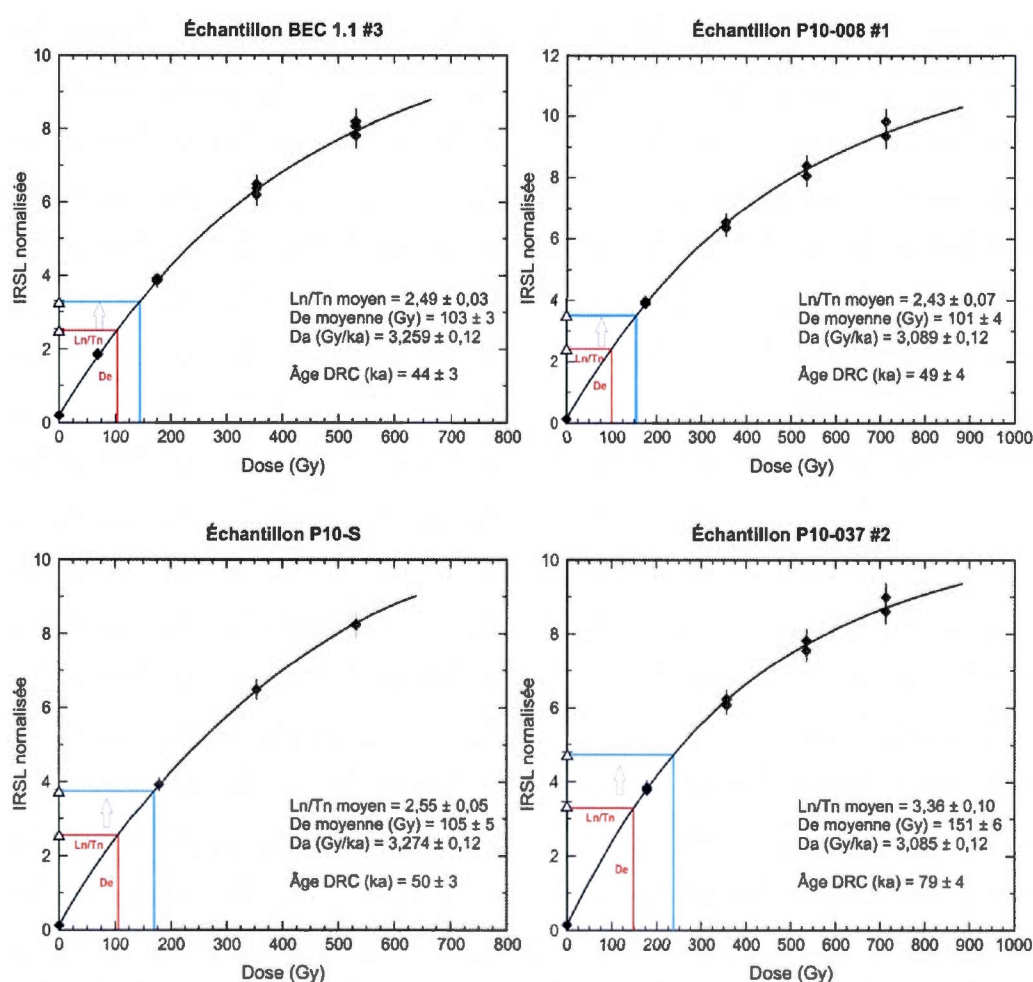 Échantillon BEC 1.1 #3
10
8
6
4
2
0
IRSL nornalisée
Ln/Tn
De
Ln/Tn moyen = 2,49 ± 0,03
De moyenne (Gy) = 103 ± 3
Da (Gy/ka) = 3,259 ± 0,12
Âge DRC (ka) = 44 ± 3
0 100 200 300 400 500 600 700 800
Dose (Gy)
Échantillon P10-008 #1
12
10
8
6
4
2
0
IRSL nornalisée
Ln/Tn
De
Ln/Tn moyen = 2,43 ± 0,07
De moyenne (Gy) = 101 ± 4
Da (Gy/ka) = 3,089 ± 0,12
Âge DRC (ka) = 49 ± 4
0 100 200 300 400 500 600 700 800 900 1000
Dose (Gy)
Échantillon P10-S
10
8
6
4
2
0
IRSL nornalisée
Ln/Tn
De
Ln/Tn moyen = 2,55 ± 0,05
De moyenne (Gy) = 105 ± 5
Da (Gy/ka) = 3,274 ± 0,12
Âge DRC (ka) = 50 ± 3
0 100 200 300 400 500 600 700 800
Dose (Gy)
Échantillon P10-037 #2
10
8
6
4
2
0
IRSL nornalisée
Ln/Tn
De
Ln/Tn moyen = 3,36 ± 0,10
De moyenne (Gy) = 151 ± 6
Da (Gy/ka) = 3,085 ± 0,12
Âge DRC (ka) = 79 ± 4
0 100 200 300 400 500 600 700 800 900 1000
Dose (Gy)